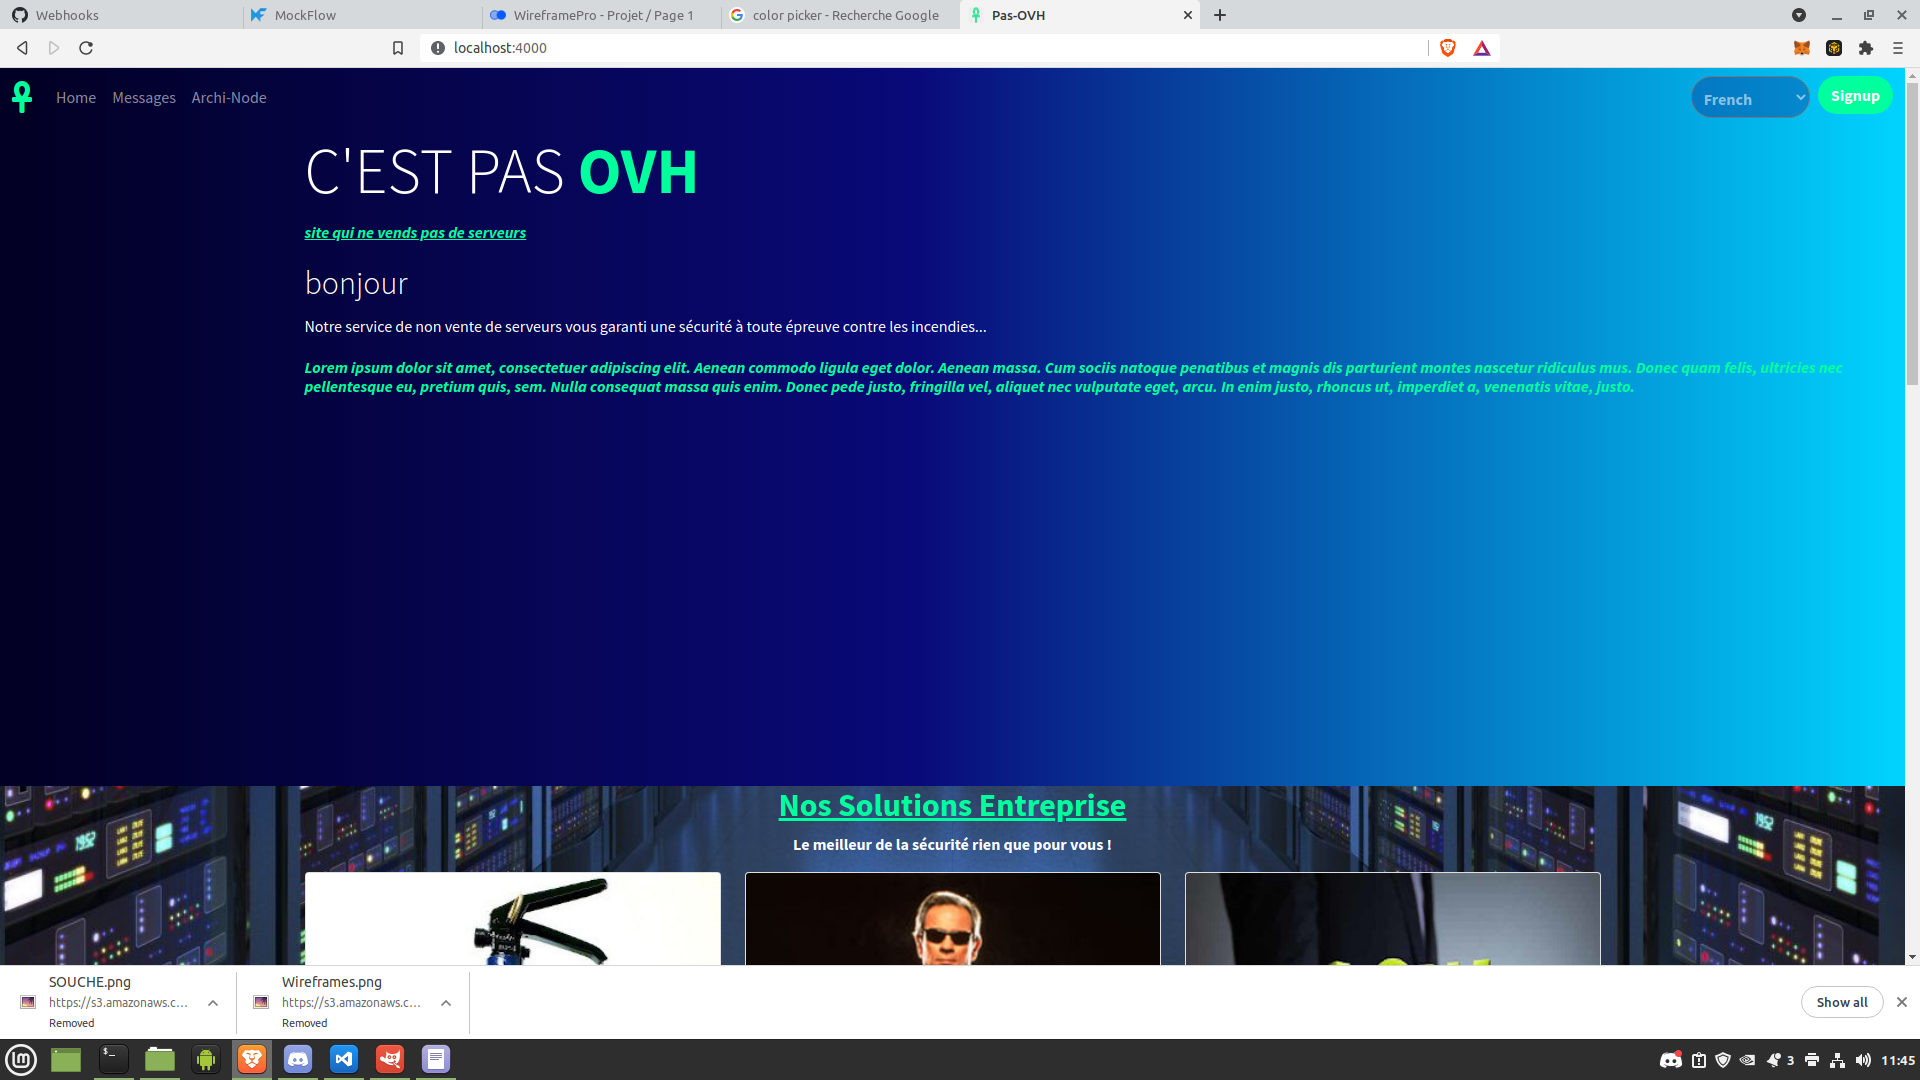 Webhooks
MockFlow
WireframePro - Projet / Page 1
color picker - Recherche Google
Pas-OVH
localhost:4000
Home
Messages
Archi-Node
French
Signup
C'EST PAS OVH
site qui ne vends pas de serveurs
bonjour
Notre service de non vente de serveurs vous garanti une sécurité à toute épreuve contre les incendies...
Lorem ipsum dolor sit amet, consectetuer adipiscing elit. Aenean commodo ligula eget dolor. Aenean massa. Cum sociis natoque penatibus et magnis dis parturient montes nascetur ridiculus mus. Donec quam felis, ultricies nec
pellentesque eu, pretium quis, sem. Nulla consequat massa quis enim. Donec pede justo, fringilla vel, aliquet nec vulputate eget, arcu. In enim justo, rhoncus ut, imperdiet a, venenatis vitae, justo.
Nos Solutions Entreprise
Le meilleur de la sécurité rien que pour vous !
SOUCHE.png
https://s3.amazonaws.c...
Removed
Wireframes.png
https://s3.amazonaws.c...
Removed
Show all
3
11:45